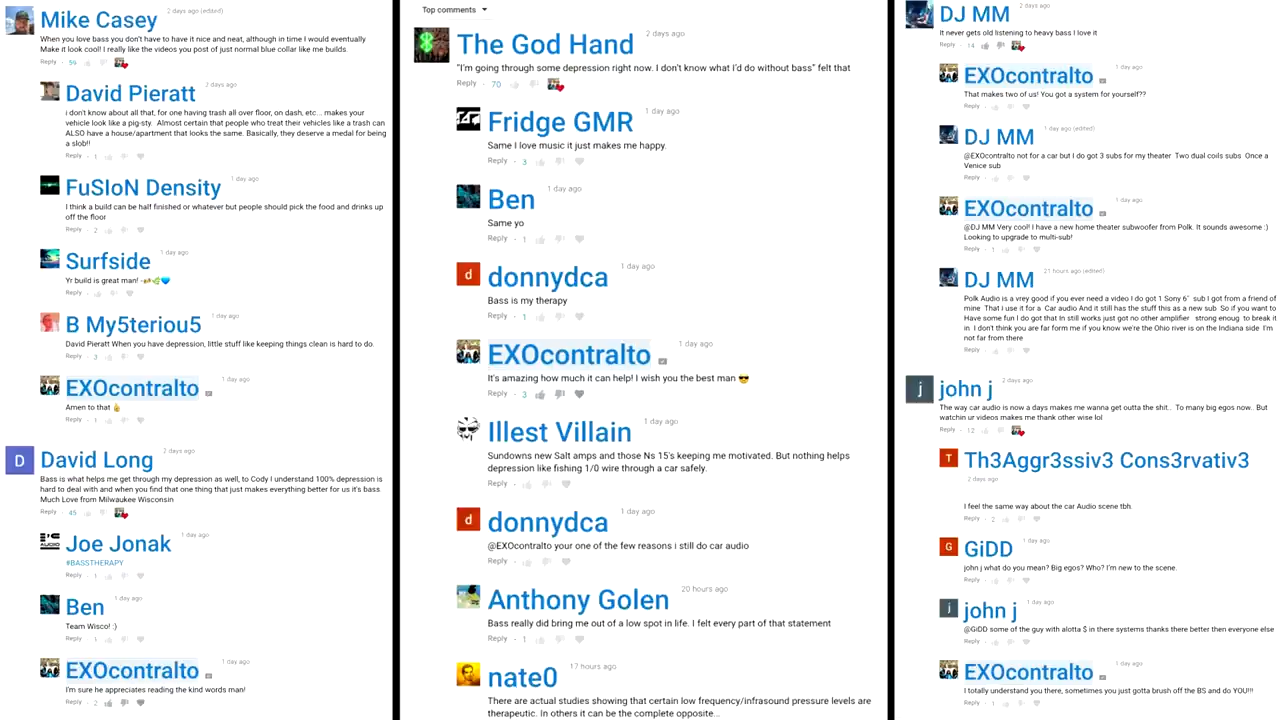 Mike Casey 2 days ago (edited)
When you love bass you don't have to have it nice and neat, although in time I would eventually
Make it look cool! I really like the videos you post of just normal blue collar like me builds.
Reply · 56
David Pieratt 2 days ago
i don't know about all that, for one having trash all over floor, on dash, etc... makes your
vehicle look like a pig-sty. Almost certain that people who treat their vehicles like a trash can
ALSO have a house/apartment that looks the same. Basically, they deserve a medal for being
a slob!!
Reply · 1
FuSIoN Density 1 day ago
I think a build can be half finished or whatever but people should pick the food and drinks up
off the floor
Reply · 2
Surfside 1 day ago
Yr build is great man! -
Reply ·
B My5teriou5 1 day ago
David Pieratt When you have depression, little stuff like keeping things clean is hard to do.
Reply · 3
EXOcontralto 1 day ago
Amen to that 👌
Reply · 1
D
David Long 2 days ago
Bass is what helps me get through my depression as well, to Cody I understand 100% depression is
hard to deal with and when you find that one thing that just makes everything better for us it's bass
Much Love from Milwaukee Wisconsin
Reply · 45
Joe Jonak 1 day ago
#BASSTHERAPY
Reply · 1
Ben 1 day ago
Team Wisco! :)
Reply · 1
EXOcontralto 1 day ago
I'm sure he appreciates reading the kind words man!
Reply · 2
Top comments
The God Hand 2 days ago
"I'm going through some depression right now. I don't know what I'd do without bass" felt that
Reply · 70
Fridge GMR 1 day ago
Same I love music it just makes me happy.
Reply · 3
Ben 1 day ago
Same yo
Reply · 1
d
donnydca 1 day ago
Bass is my therapy
Reply · 1
EXOcontralto 1 day ago
It's amazing how much it can help! I wish you the best man 😎
Reply · 3
Illest Villain 1 day ago
Sundowns new Salt amps and those Ns 15's keeping me motivated. But nothing helps
depression like fishing 1/0 wire through a car safely.
Reply ·
d
donnydca 1 day ago
@EXOcontralto your one of the few reasons i still do car audio
Reply ·
Anthony Golen 20 hours ago
Bass really did bring me out of a low spot in life. I felt every part of that statement
Reply · 1
nate0 17 hours ago
There are actual studies showing that certain low frequency/infrasound pressure levels are
therapeutic. In others it can be the complete opposite...
DJ MM 2 days ago
It never gets old listening to heavy bass I love it
Reply · 14
EXOcontralto 1 day ago
That makes two of us! You got a system for yourself??
Reply ·
DJ MM 1 day ago (edited)
@EXOcontralto not for a car but I do got 3 subs for my theater Two dual coils subs Once a
Venice sub
Reply ·
EXOcontralto 1 day ago
@DJ MM Very cool! I have a new home theater subwoofer from Polk. It sounds awesome :)
Looking to upgrade to multi-sub!
Reply · 1
DJ MM 21 hours ago (edited)
Polk Audio is a vrey good if you ever need a video I do got 1 Sony 6" sub I got from a friend of
mine That i use it for a Car audio And it still has the stuff this as a new sub So if you want to
Have some fun I do got that In still works just got no other amplifier strong enoug to break it
in I don't think you are far form me if you know we're the Ohio river is on the Indiana side I'm
not far from there
Reply ·
j
john j 2 days ago
The way car audio is now a days makes me wanna get outta the shit.. To many big egos now.. But
watchin ur videos makes me thank other wise lol
Reply · 12
T
Th3Aggr3ssiv3 Cons3rvativ3
2 days ago
I feel the same way about the car Audio scene tbh.
Reply · 2
G
GiDD 1 day ago
john j what do you mean? Big egos? Who? I'm new to the scene.
Reply ·
j
john j 1 day ago
@GiDD some of the guy with alotta $ in there systems thanks there better then everyone else
Reply ·
EXOcontralto 1 day ago
I totally understand you there, sometimes you just gotta brush off the BS and do YOU!!!
Reply · 1